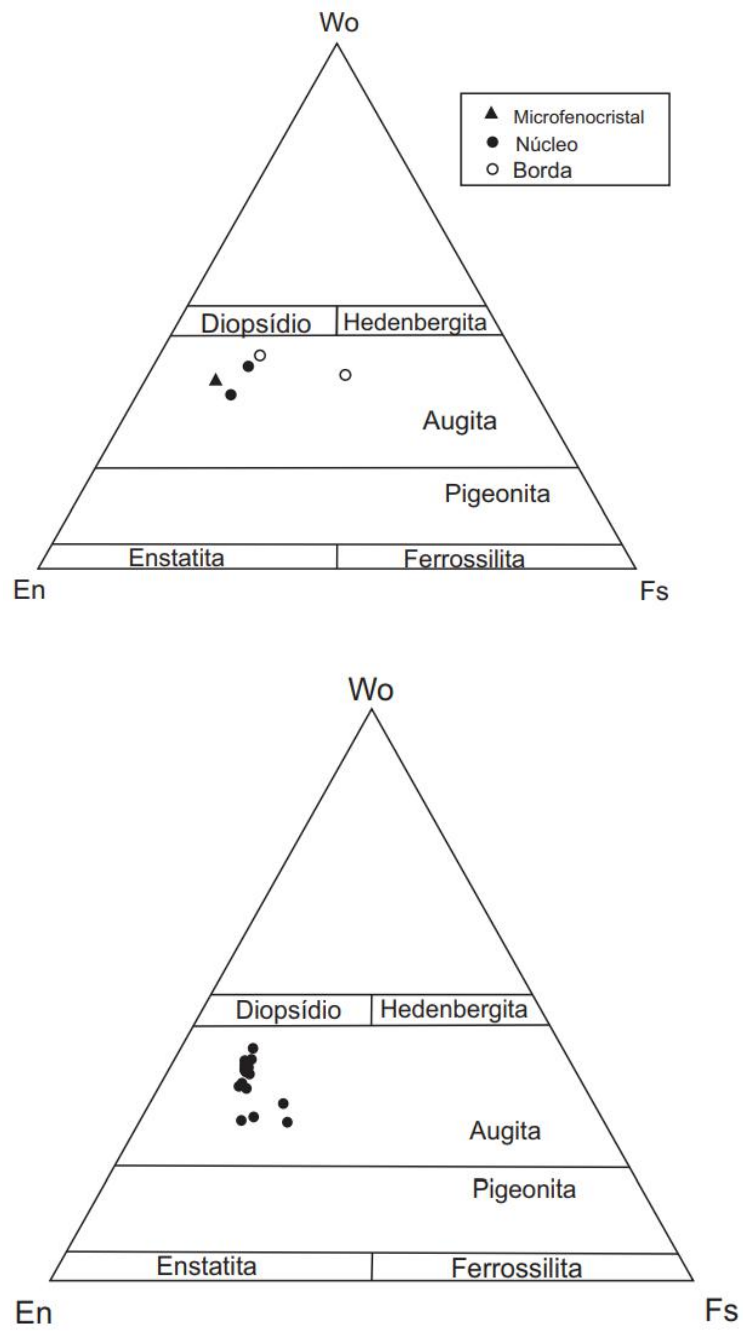 Wo
Microfenocristal
Núcleo
Borda
Diopsídio
Hedenbergita
Augita
Pigeonita
Enstatita
Ferrossilita
En
Fs
Wo
Diopsídio
Hedenbergita
Augita
Pigeonita
Enstatita
Ferrossilita
En
Fs